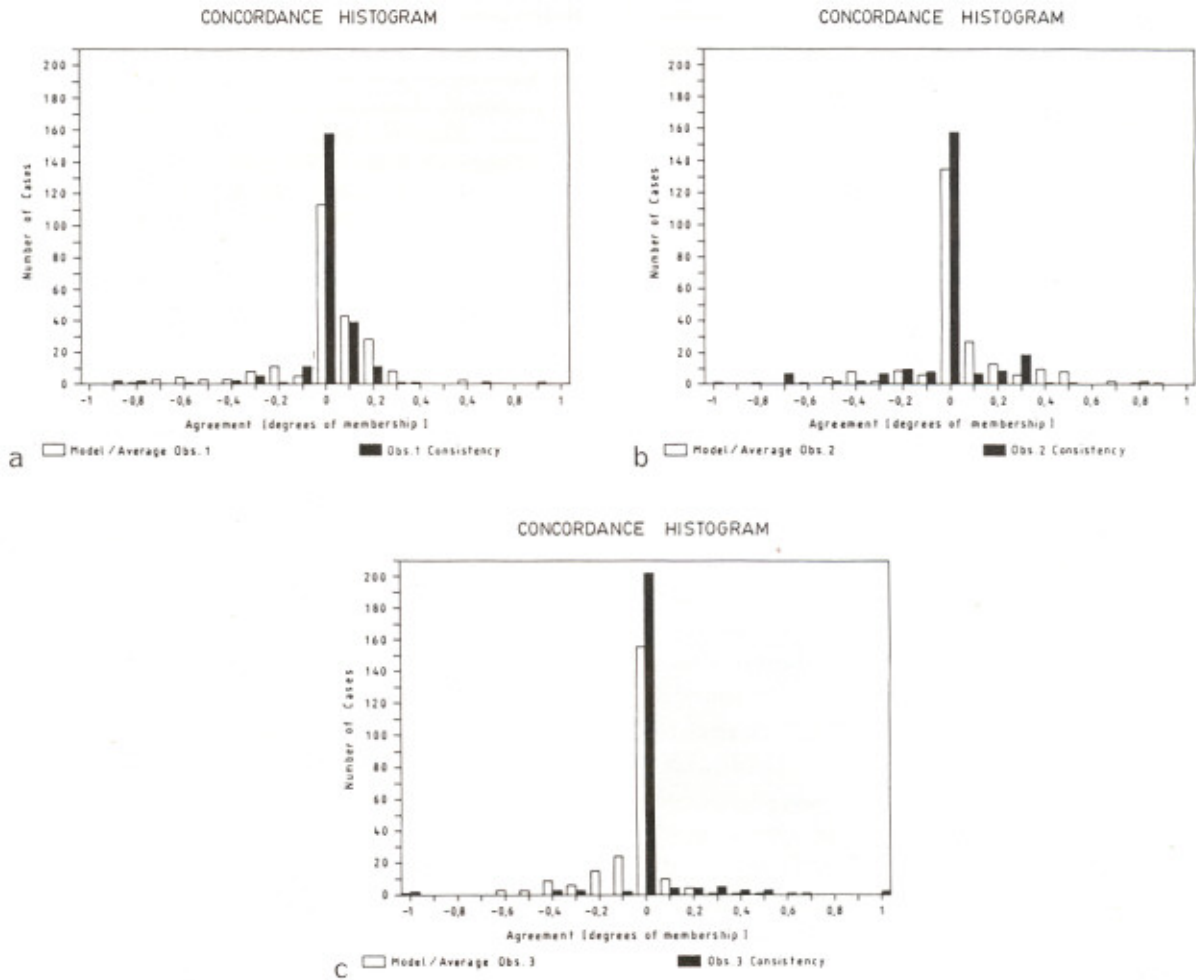 CONCORDANCE HISTOGRAM
Number of Cases
200
180
160
140
120
100
80
60
40
20
0
-1 -0,8 -0,6 -0,4 -0,2 0 0,2 0,4 0,6 0,8 1
Agreement [degrees of membership]
a Model/Average Obs.1 Obs.1 Consistency
CONCORDANCE HISTOGRAM
Number of Cases
200
180
160
140
120
100
80
60
40
20
0
-1 -0,8 -0,6 -0,4 -0,2 0 0,2 0,4 0,6 0,8 1
Agreement [degrees of membership]
b Model/Average Obs.2 Obs.2 Consistency
CONCORDANCE HISTOGRAM
Number of Cases
200
180
160
140
120
100
80
60
40
20
0
-1 -0,8 -0,6 -0,4 -0,2 0 0,2 0,4 0,6 0,8 1
Agreement [degrees of membership]
c Model/Average Obs.3 Obs.3 Consistency